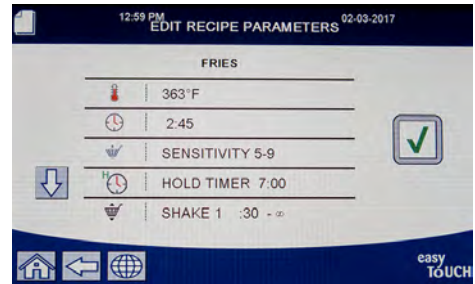 12:59 PM
EDIT RECIPE PARAMETERS
02-03-2017
FRIES
363°F
2:45
SENSITIVITY 5-9
H
HOLD TIMER 7:00
SHAKE 1 :30 - ∞
easy
TOUCH